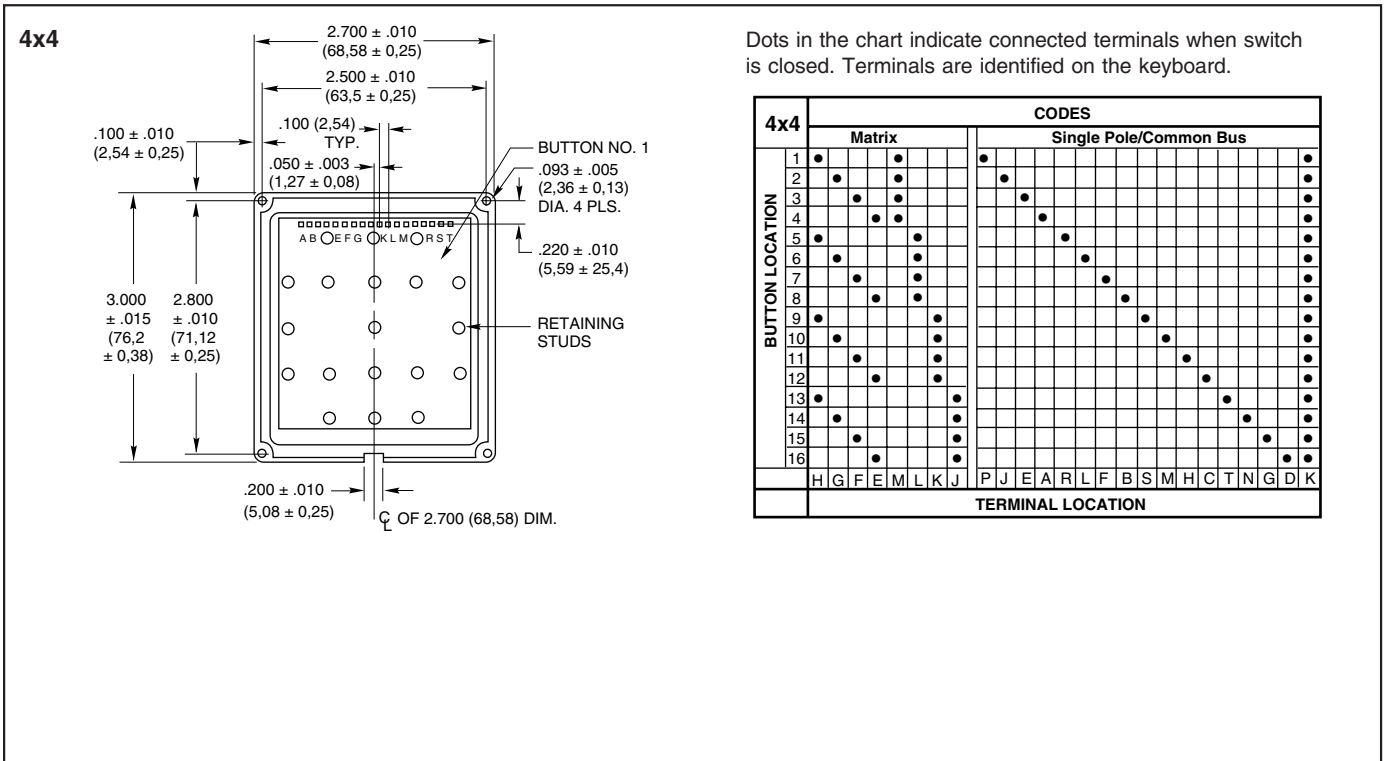 4x4
2.700 ± .010
(68,58 ± 0,25)
2.500 ± .010
(63,5 ± 0,25)
.100 ± .010
(2,54 ± 0,25)
.100 (2,54)
TYP.
.050 ± .003
(1,27 ± 0,08)
BUTTON NO. 1
.093 ± .005
(2,36 ± 0,13)
DIA. 4 PLS.
A B E F G K L M R S T
.220 ± .010
(5,59 ± 25,4)
3.000
± .015
(76,2
± 0,38)
2.800
± .010
(71,12
± 0,25)
RETAINING
STUDS
.200 ± .010
(5,08 ± 0,25)
℄ OF 2.700 (68,58) DIM.
Dots in the chart indicate connected terminals when switch
is closed. Terminals are identified on the keyboard.
4x4
CODES
Matrix
Single Pole/Common Bus
BUTTON LOCATION
1
2
3
4
5
6
7
8
9
10
11
12
13
14
15
16
H G F E M L K J P J E A R L F B S M H C T N G D K
TERMINAL LOCATION